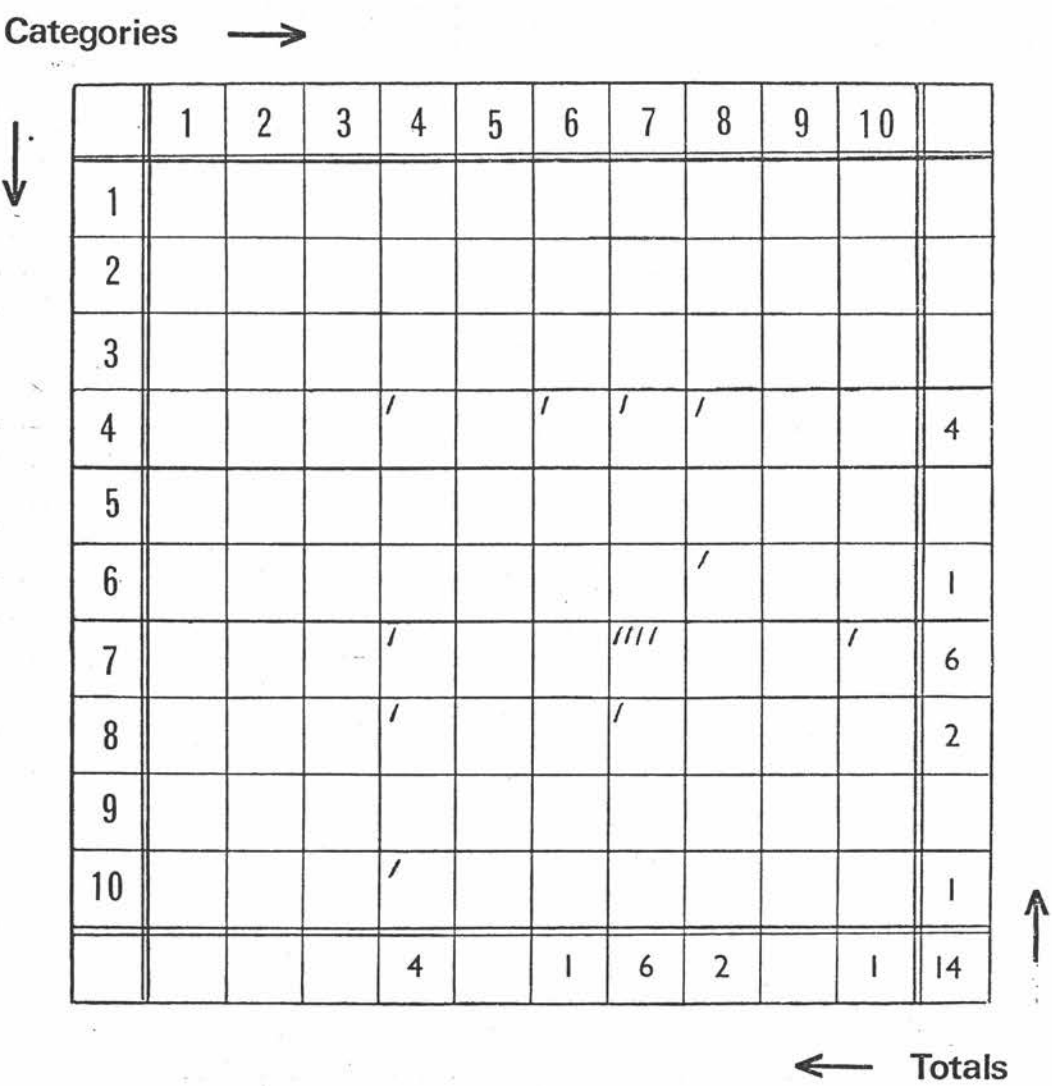 Categories →
1 2 3 4 5 6 7 8 9 10
1
2
3
4 / / / / 4
5
6 / 1
7 / //// / 6
8 / / 2
9
10 / 1
4 1 6 2 1 14
← Totals